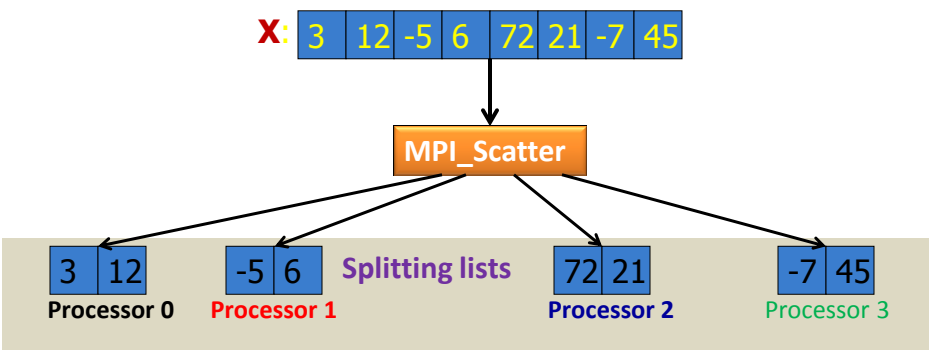 X: 3 12 -5 6 72 21 -7 45
MPI_Scatter
3 12 -5 6 Splitting lists 72 21 -7 45
Processor 0 Processor 1 Processor 2 Processor 3